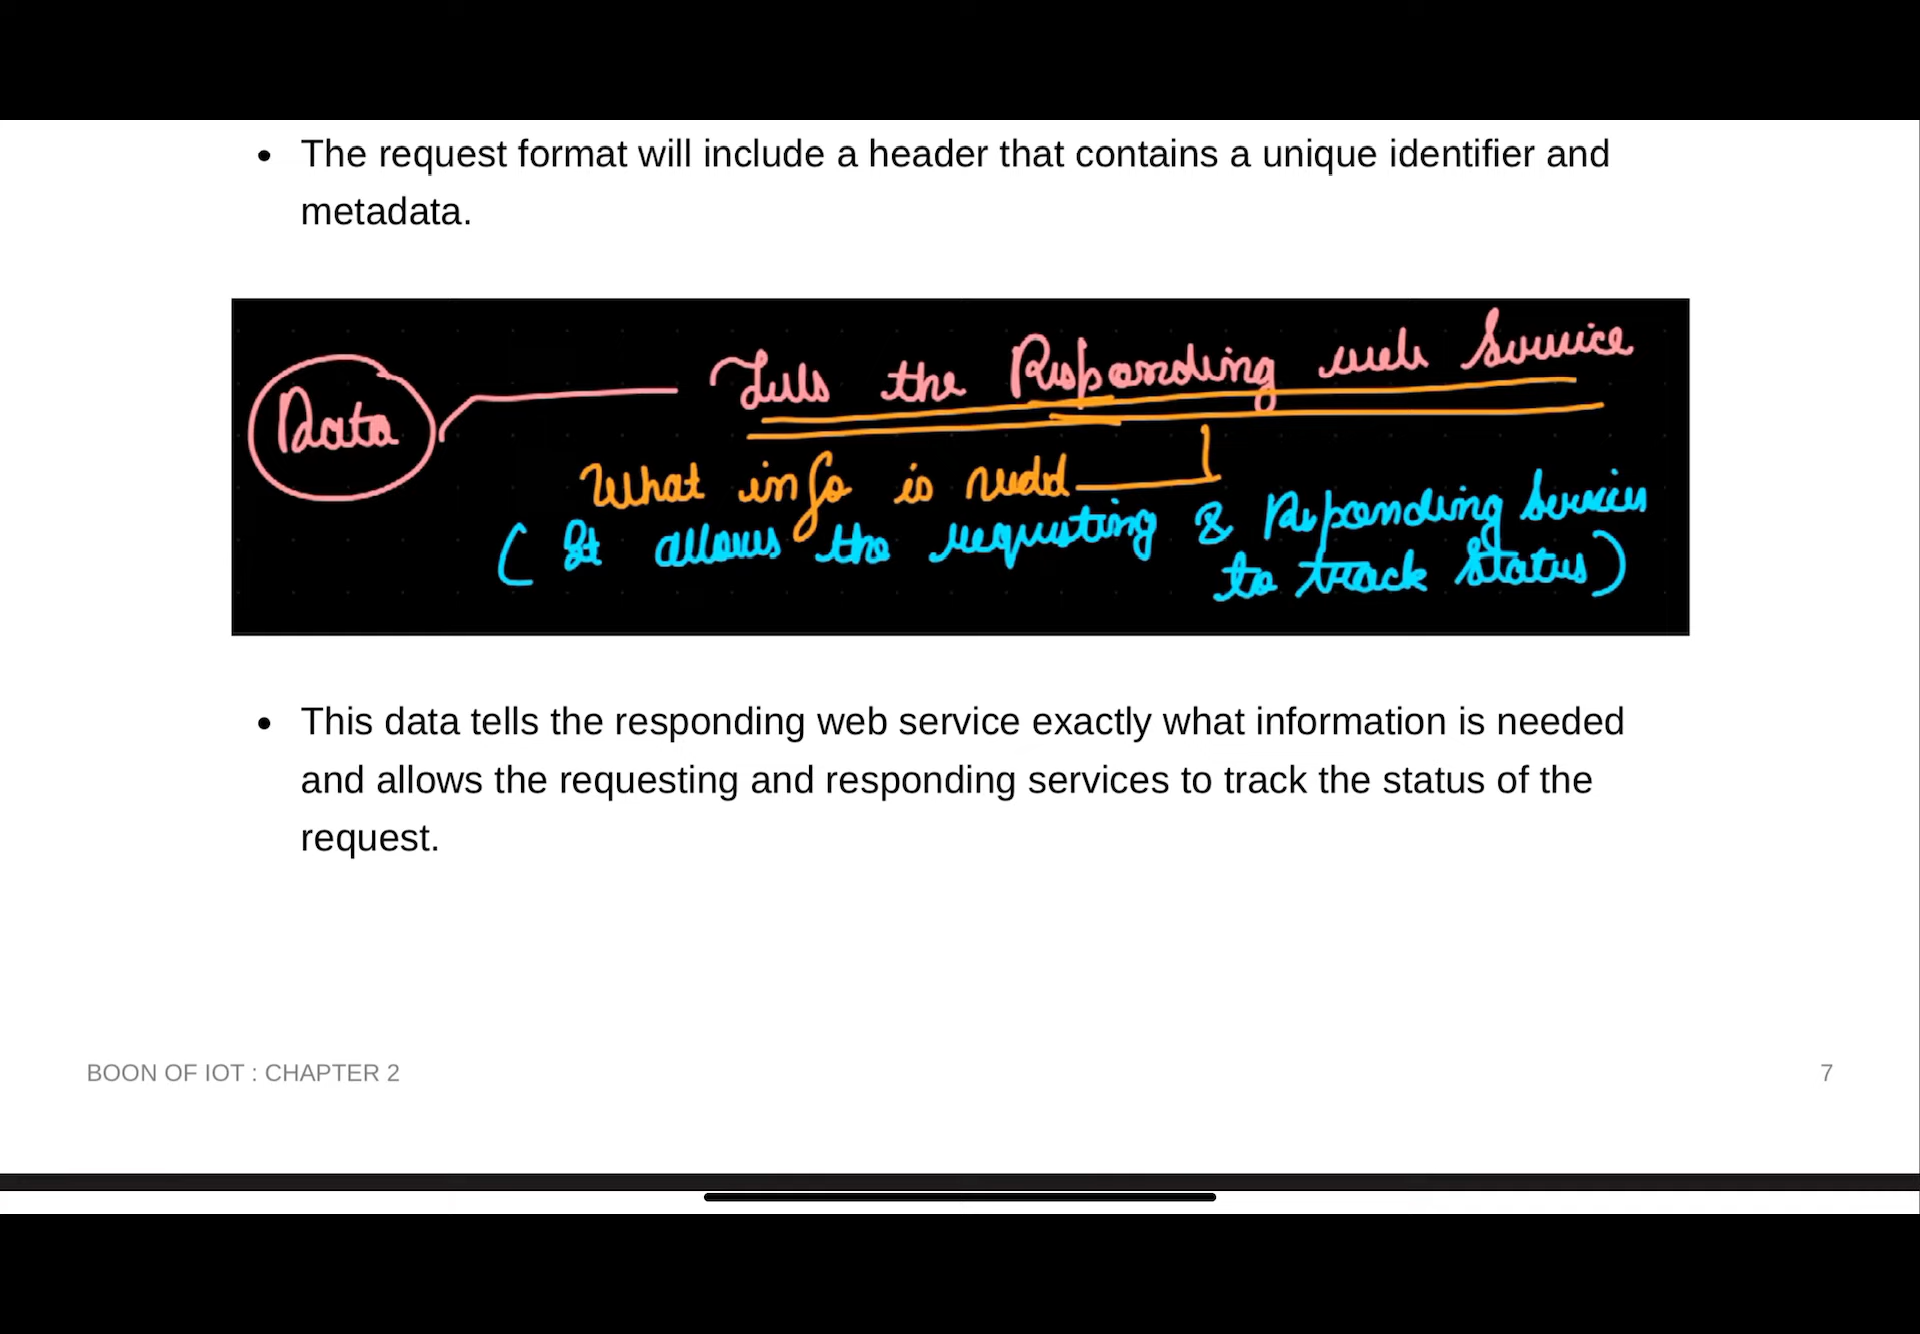 • The request format will include a header that contains a unique identifier and
metadata.
Data
Tells the Responding web Service
What info is need
( It allows the requesting & Responding Services
to track Status)
• This data tells the responding web service exactly what information is needed
and allows the requesting and responding services to track the status of the
request.
BOON OF IOT : CHAPTER 2
7